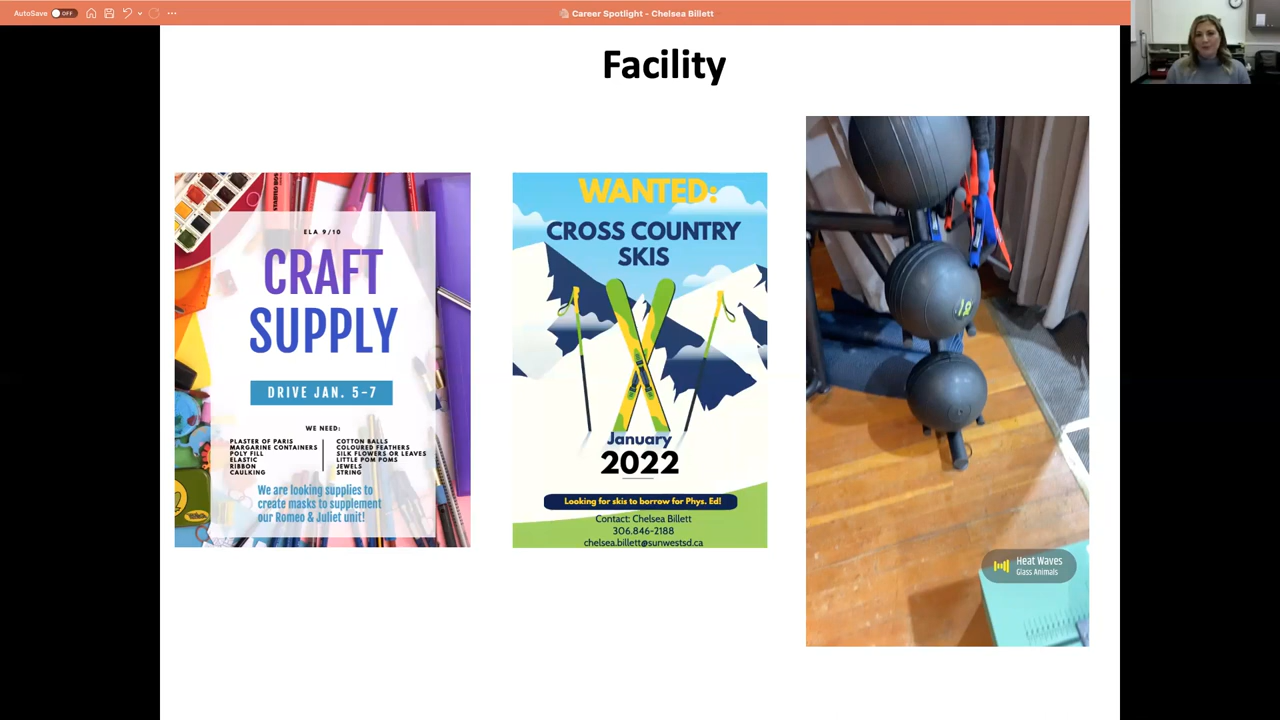 AutoSave OFF
Career Spotlight - Chelsea Billett
Facility
ELA 9/10
CRAFT
SUPPLY
DRIVE JAN. 5-7
WE NEED:
PLASTER OF PARIS
MARGARINE CONTAINERS
POLY FILL
ELASTIC
RIBBON
CAULKING
COTTON BALLS
COLOURED FEATHERS
SILK FLOWERS OR LEAVES
LITTLE POM POMS
JEWELS
STRING
We are looking supplies to
create masks to supplement
our Romeo & Juliet unit!
WANTED:
CROSS COUNTRY
SKIS
January
2022
Looking for skis to borrow for Phys. Ed!
Contact: Chelsea Billett
306.846-2188
chelsea.billett@sunwestsd.ca
18
Heat Waves
Glass Animals